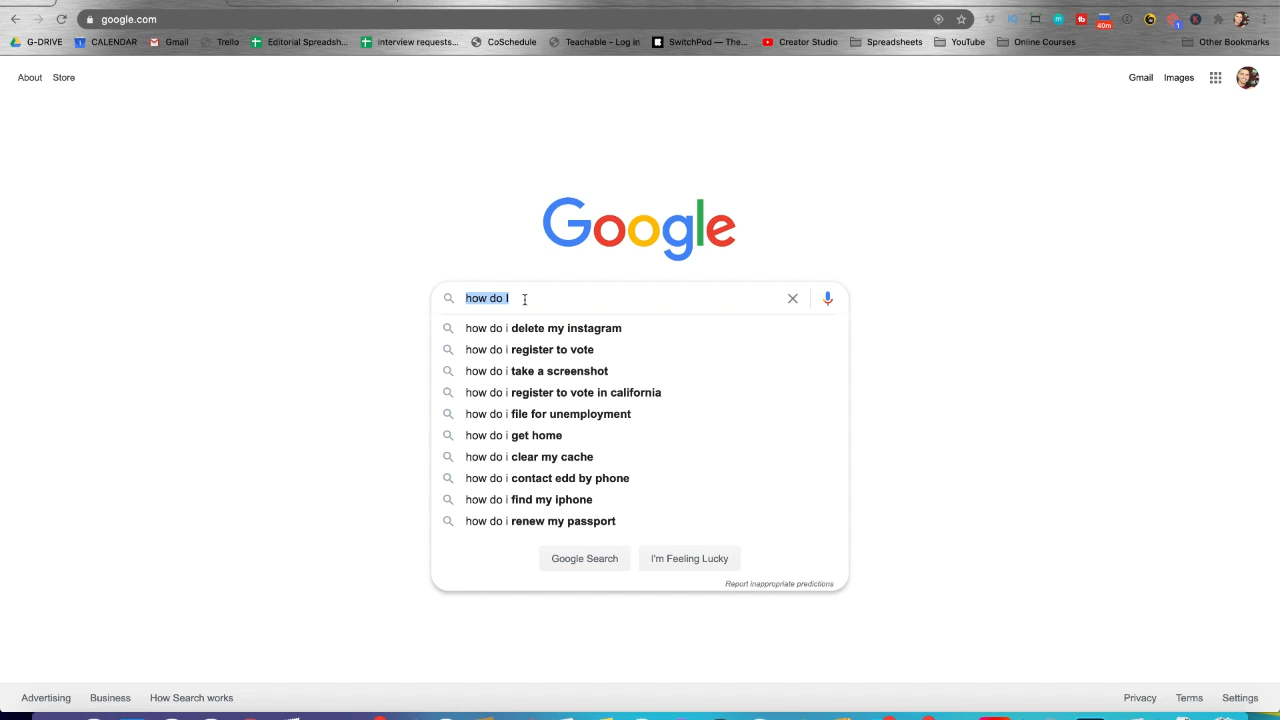 google.com
40m
1
G-DRIVE
CALENDAR
Gmail
Trello
Editorial Spreadsh...
interview requests...
CoSchedule
Teachable - Log in
SwitchPod — The...
Creator Studio
Spreadsheets
YouTube
Online Courses
Other Bookmarks
About Store
Gmail Images
Google
how do I
how do i delete my instagram
how do i register to vote
how do i take a screenshot
how do i register to vote in california
how do i file for unemployment
how do i get home
how do i clear my cache
how do i contact edd by phone
how do i find my iphone
how do i renew my passport
Google Search I'm Feeling Lucky
Report inappropriate predictions
Advertising Business How Search works
Privacy Terms Settings